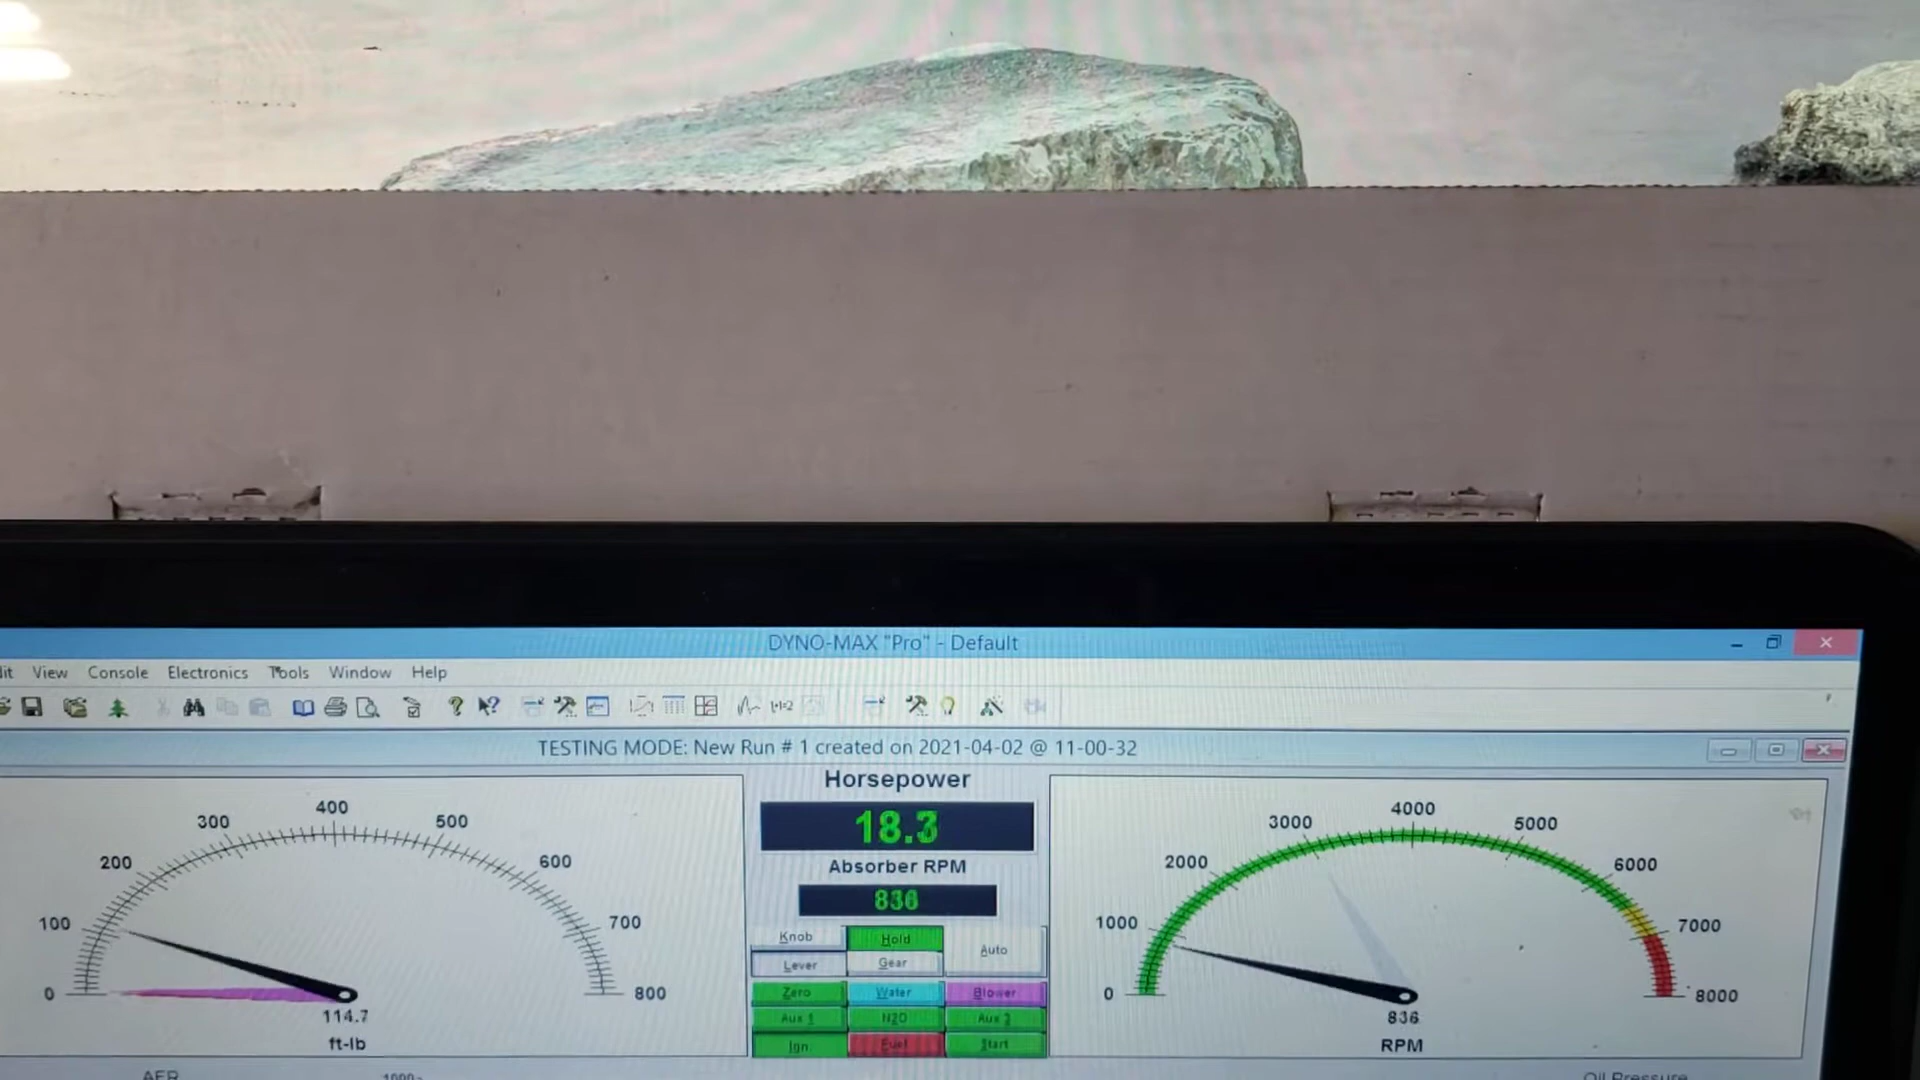 DYNO-MAX "Pro" - Default
View Console Electronics Tools Window Help
TESTING MODE: New Run # 1 created on 2021-04-02 @ 11-00-32
0 100 200 300 400 500 600 700 800
114.7
ft-lb
Horsepower
18.3
Absorber RPM
836
Knob Hold Auto
Lever Gear
Zero Water Blower
Aux 1 N2O Aux 2
Ign Fuel Start
0 1000 2000 3000 4000 5000 6000 7000 8000
836
RPM
Oil Pressure